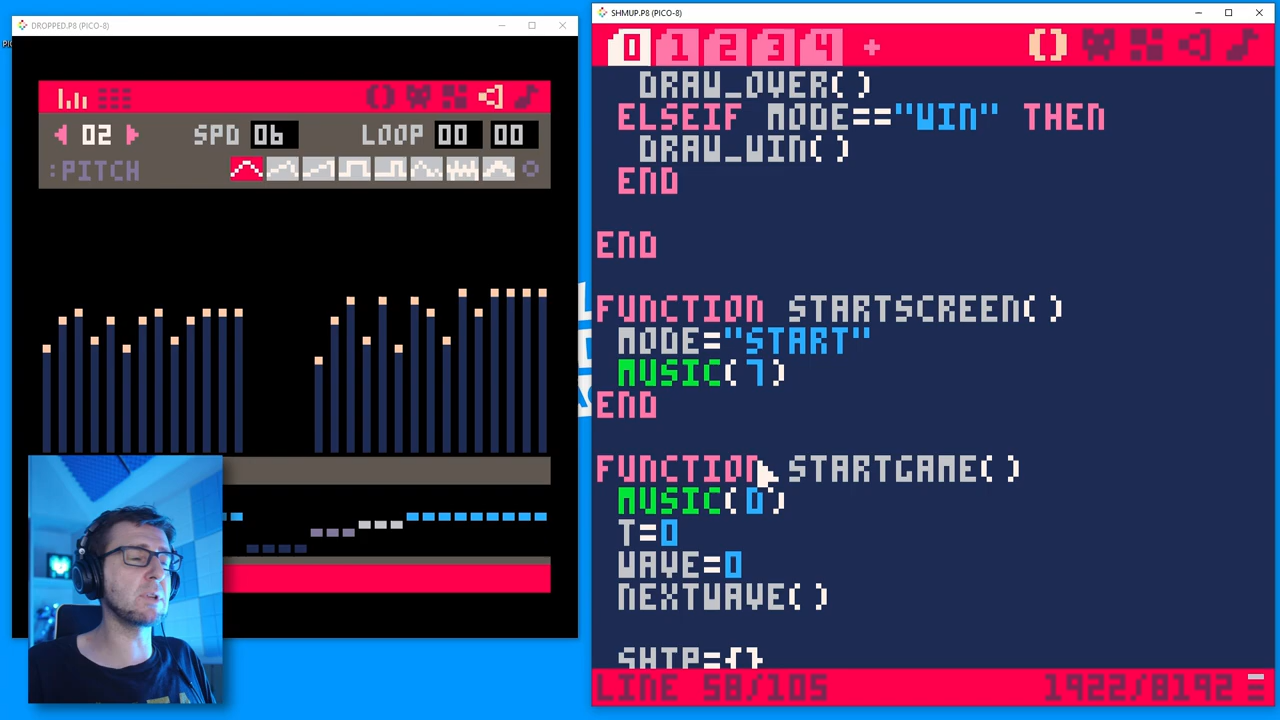 DROPPED.P8 (PICO-8)
02 SPD 06 LOOP 00 00
:PITCH
SHMUP.P8 (PICO-8)
0 1 2 3 4 +
DRAW_OVER()
ELSEIF MODE=="WIN" THEN
DRAW_WIN()
END
END
FUNCTION STARTSCREEN()
MODE="START"
MUSIC(7)
END
FUNCTION STARTGAME()
MUSIC(0)
T=0
WAVE=0
NEXTWAVE()
SHIP={}
LINE 58/105 1922/8192